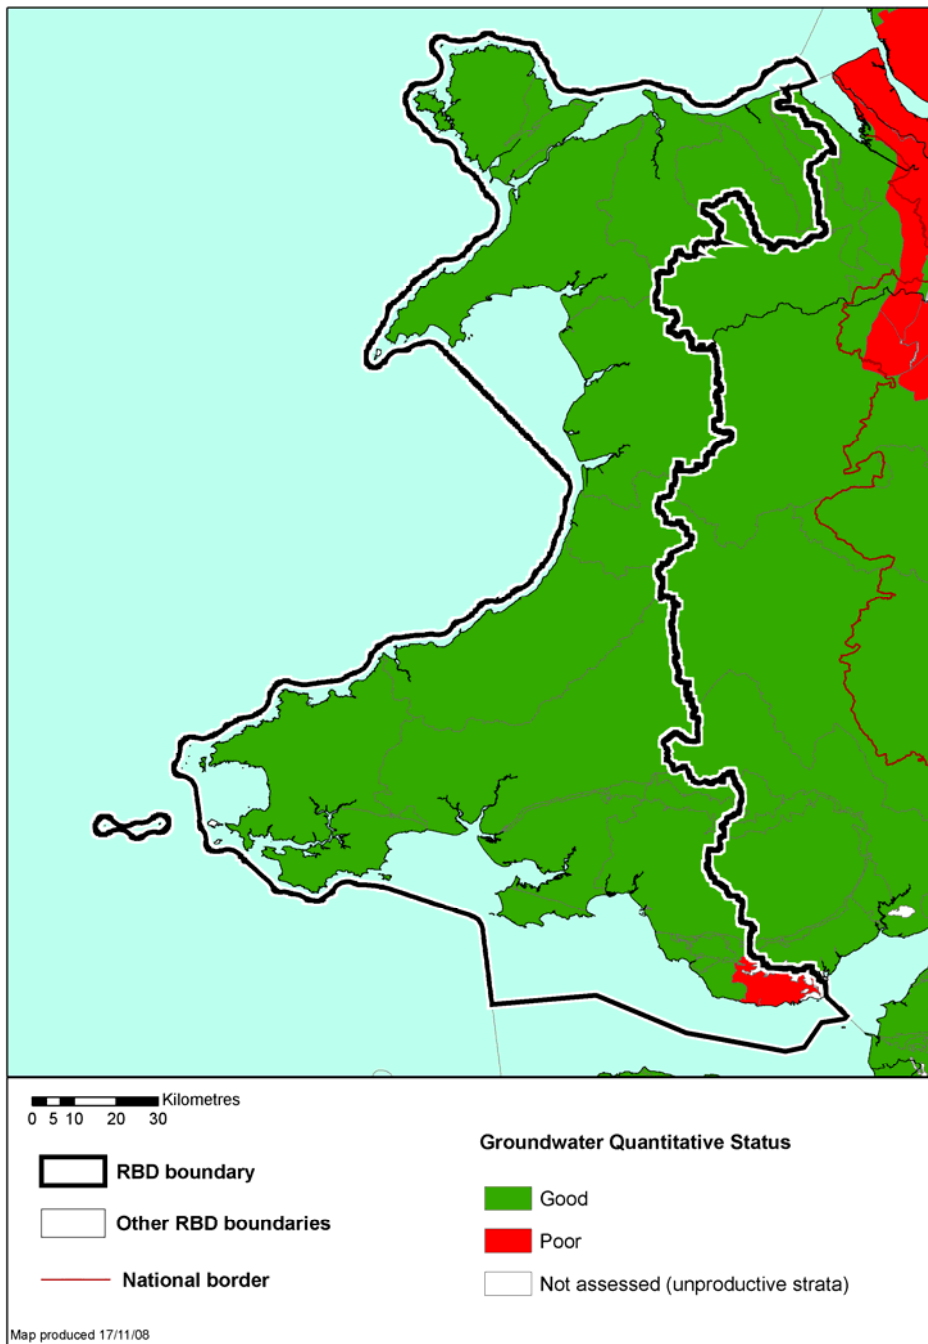 Kilometres
0 5 10 20 30
RBD boundary
Other RBD boundaries
National border
Groundwater Quantitative Status
Good
Poor
Not assessed (unproductive strata)
Map produced 17/11/08